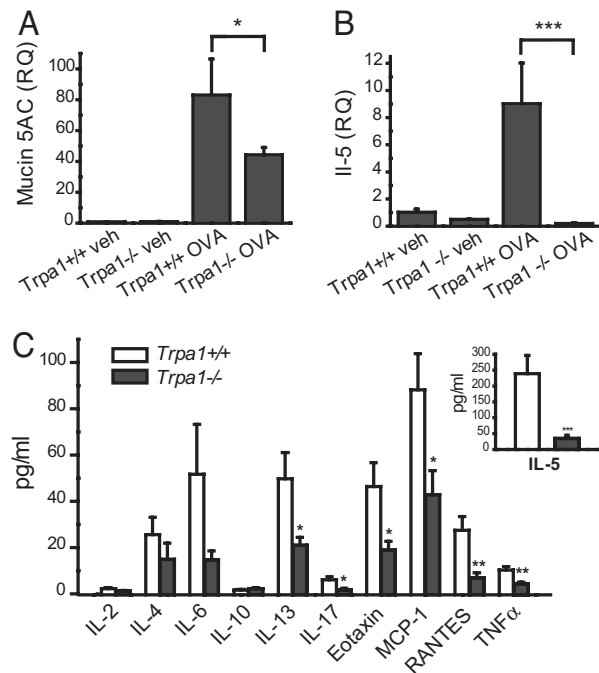 A
Mucin 5AC (RQ)
100
80
60
40
20
0
*
Trpa1+/+ veh
Trpa1-/- veh
Trpa1+/+ OVA
Trpa1-/- OVA
B
Il-5 (RQ)
12
10
8
6
4
2
0
***
Trpa1+/+ veh
Trpa1 -/- veh
Trpa1+/+ OVA
Trpa1 -/- OVA
C
Trpa1+/+
Trpa1-/-
pg/ml
100
80
60
40
20
0
* * * * ** **
IL-2
IL-4
IL-6
IL-10
IL-13
IL-17
Eotaxin
MCP-1
RANTES
TNFα
pg/ml
300
250
200
150
100
50
0
***
IL-5